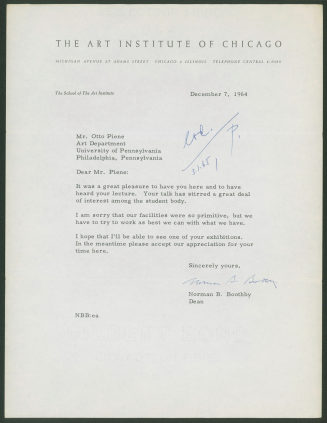 THE ART INSTITUTE OF CHICAGO
MICHIGAN AVENUE AT ADAMS STREET CHICAGO 3 ILLINOIS TELEPHONE CENTRAL 6-7080
The School of The Art Institute
December 7, 1964
Mr. Otto Piene
Art Department
University of Pennsylvania
Philadelphia, Pennsylvania
Dear Mr. Piene:
It was a great pleasure to have you here and to have
heard your lecture. Your talk has stirred a great deal
of interest among the student body.
I am sorry that our facilities were so primitive, but we
have to try to work as best we can with what we have.
I hope that I'll be able to see one of your exhibitions.
In the meantime please accept our appreciation for your
time here.
Sincerely yours,
Norman B. Boothby
Norman B. Boothby
Dean
NBB:ea